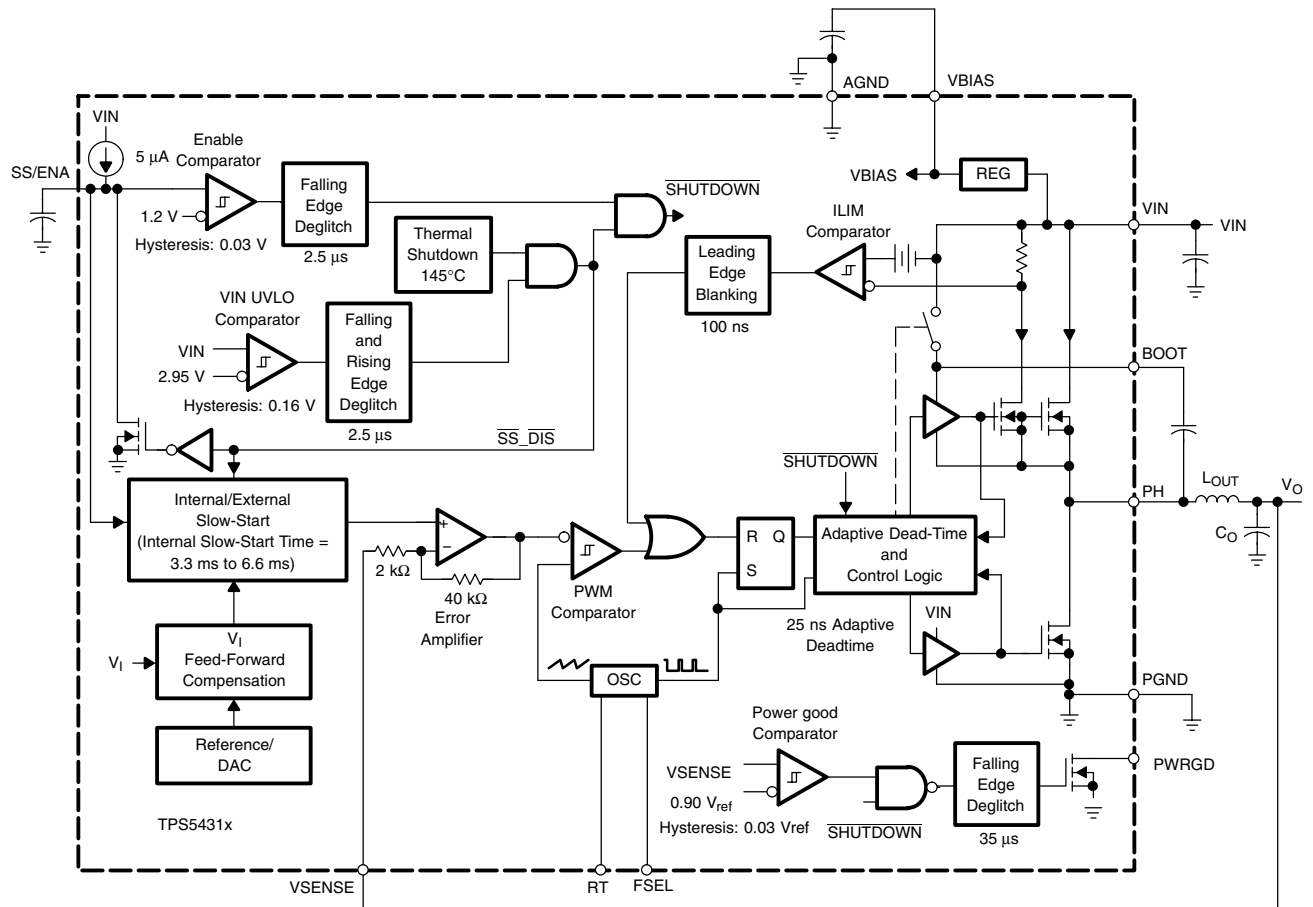 AGND
VBIAS
VIN
5 μA
Enable
Comparator
SS/ENA
1.2 V
Hysteresis: 0.03 V
Falling
Edge
Deglitch
2.5 μs
SHUTDOWN
Thermal
Shutdown
145°C
VBIAS
REG
ILIM
Comparator
Leading
Edge
Blanking
100 ns
VIN
VIN
VIN UVLO
Comparator
VIN
2.95 V
Hysteresis: 0.16 V
Falling
and
Rising
Edge
Deglitch
2.5 μs
BOOT
SS_DIS
SHUTDOWN
Internal/External
Slow-Start
(Internal Slow-Start Time =
3.3 ms to 6.6 ms)
2 kΩ
+
−
40 kΩ
Error
Amplifier
PWM
Comparator
R
Q
S
Adaptive Dead-Time
and
Control Logic
25 ns Adaptive
Deadtime
VIN
PH
LOUT
VO
CO
VI
VI
Feed-Forward
Compensation
Reference/
DAC
OSC
PGND
Power good
Comparator
VSENSE
0.90 Vref
Hysteresis: 0.03 Vref
SHUTDOWN
Falling
Edge
Deglitch
35 μs
PWRGD
TPS5431x
VSENSE
RT
FSEL